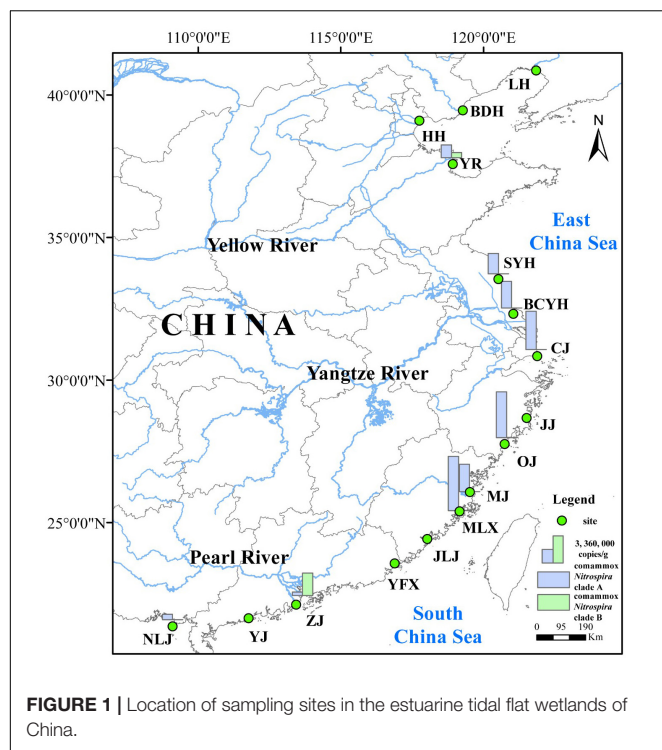 110°0'0"E 115°0'0"E 120°0'0"E
LH
40°0'0"N
BDH
HH
N
YR
East
China Sea
35°0'0"N
Yellow River
SYH
BCYH
CHINA
CJ
30°0'0"N
Yangtze River
JJ
OJ
MJ
Legend
site
MLX
25°0'0"N
3, 360, 000
copies/g
JLJ
comammox
Nitrospira
clade A
Pearl River
YFX
comammox
Nitrospira
clade B
ZJ
South
China Sea
0 95 190
Km
NLJ
YJ
FIGURE 1 | Location of sampling sites in the estuarine tidal flat wetlands of
China.